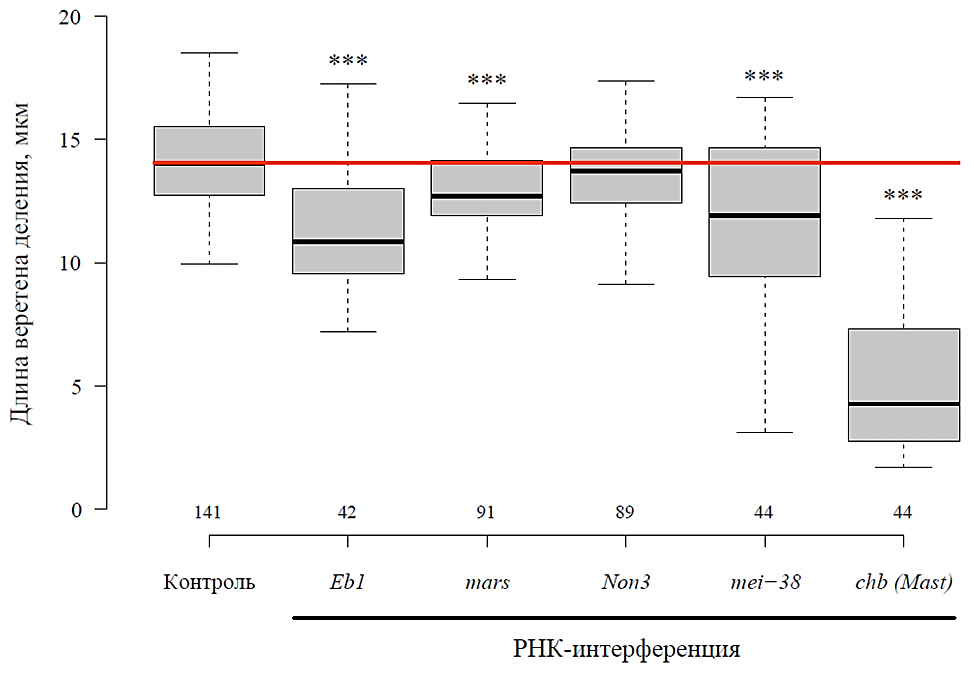 Длина веретена деления, мкм
20
15
10
5
0
***
***
***
***
141
42
91
89
44
44
Контроль
Eb1
mars
Non3
mei−38
chb (Mast)
РНК-интерференция